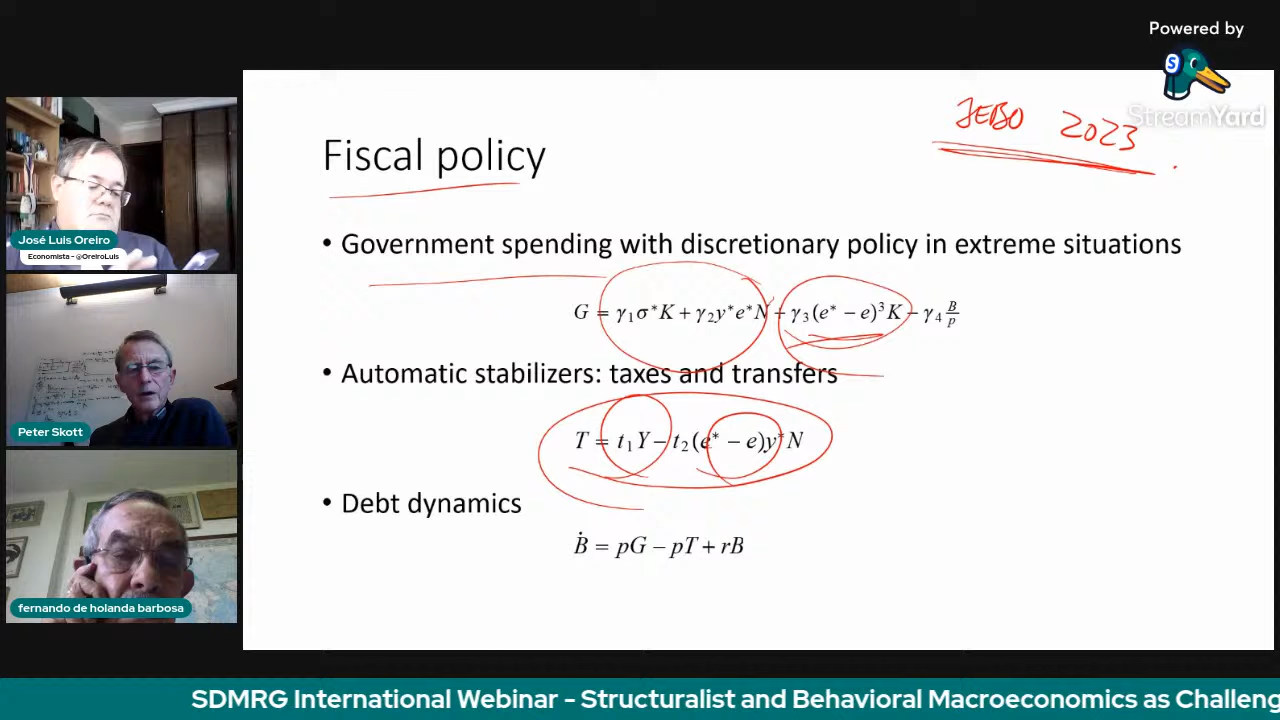 Powered by
StreamYard
JEBO 2023
Fiscal policy
• Government spending with discretionary policy in extreme situations
G = γ₁σ*K + γ₂y*e*N + γ₃(e* − e)³K − γ₄ B/p
• Automatic stabilizers: taxes and transfers
T = t₁Y − t₂(e* − e)y*N
• Debt dynamics
Ḃ = pG − pT + rB
José Luis Oreiro
Economista - @OreiroLuis
Peter Skott
fernando de holanda barbosa
SDMRG International Webinar - Structuralist and Behavioral Macroeconomics as Challeng